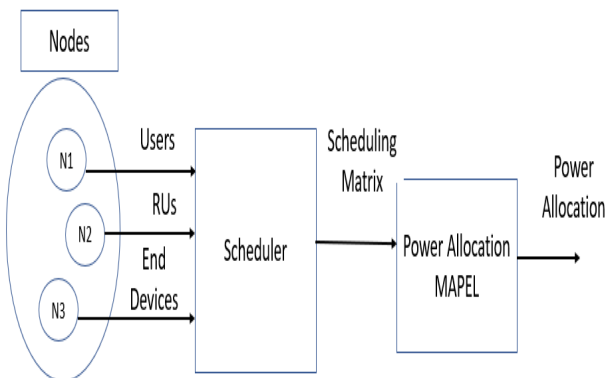 Nodes
N1
N2
N3
Users
RUs
End
Devices
Scheduler
Scheduling
Matrix
Power Allocation
MAPEL
Power
Allocation